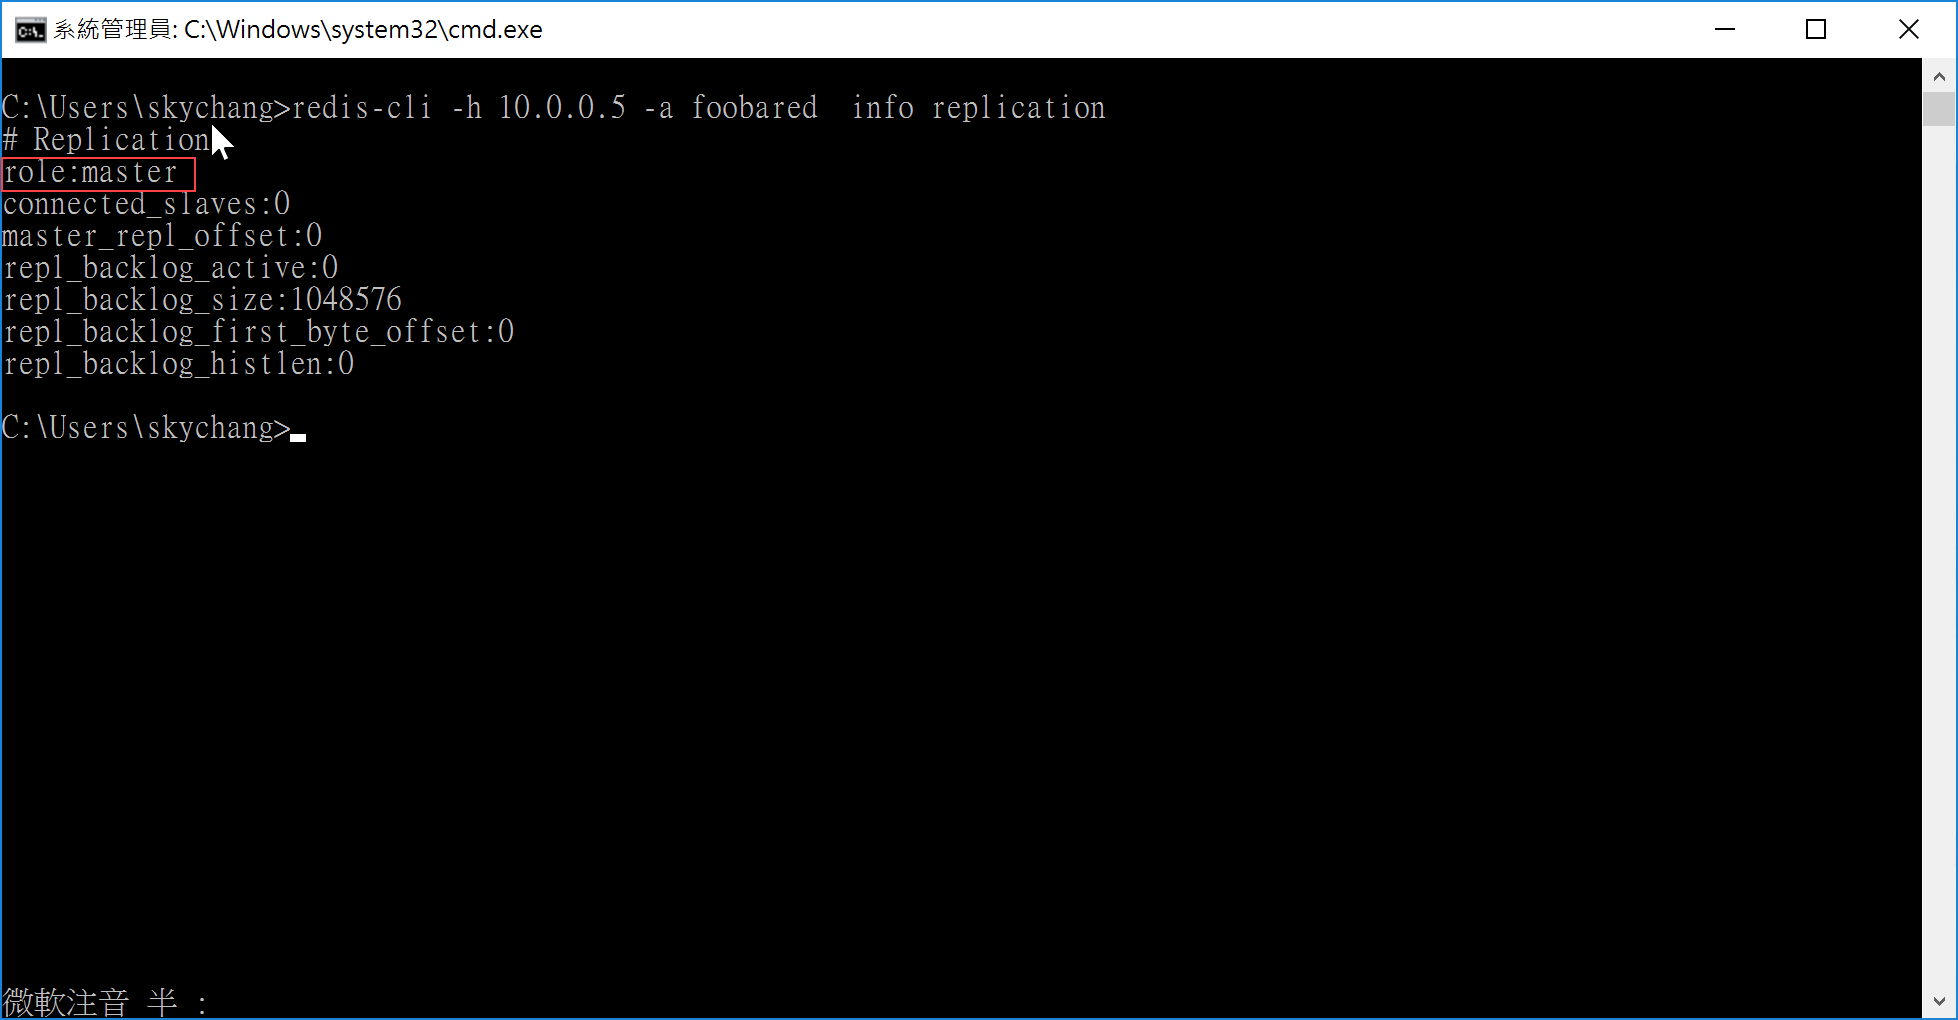 系統管理員: C:\Windows\system32\cmd.exe
C:\Users\skychang>redis-cli -h 10.0.0.5 -a foobared  info replication
# Replication
role:master
connected_slaves:0
master_repl_offset:0
repl_backlog_active:0
repl_backlog_size:1048576
repl_backlog_first_byte_offset:0
repl_backlog_histlen:0
C:\Users\skychang>
微軟注音 半 :